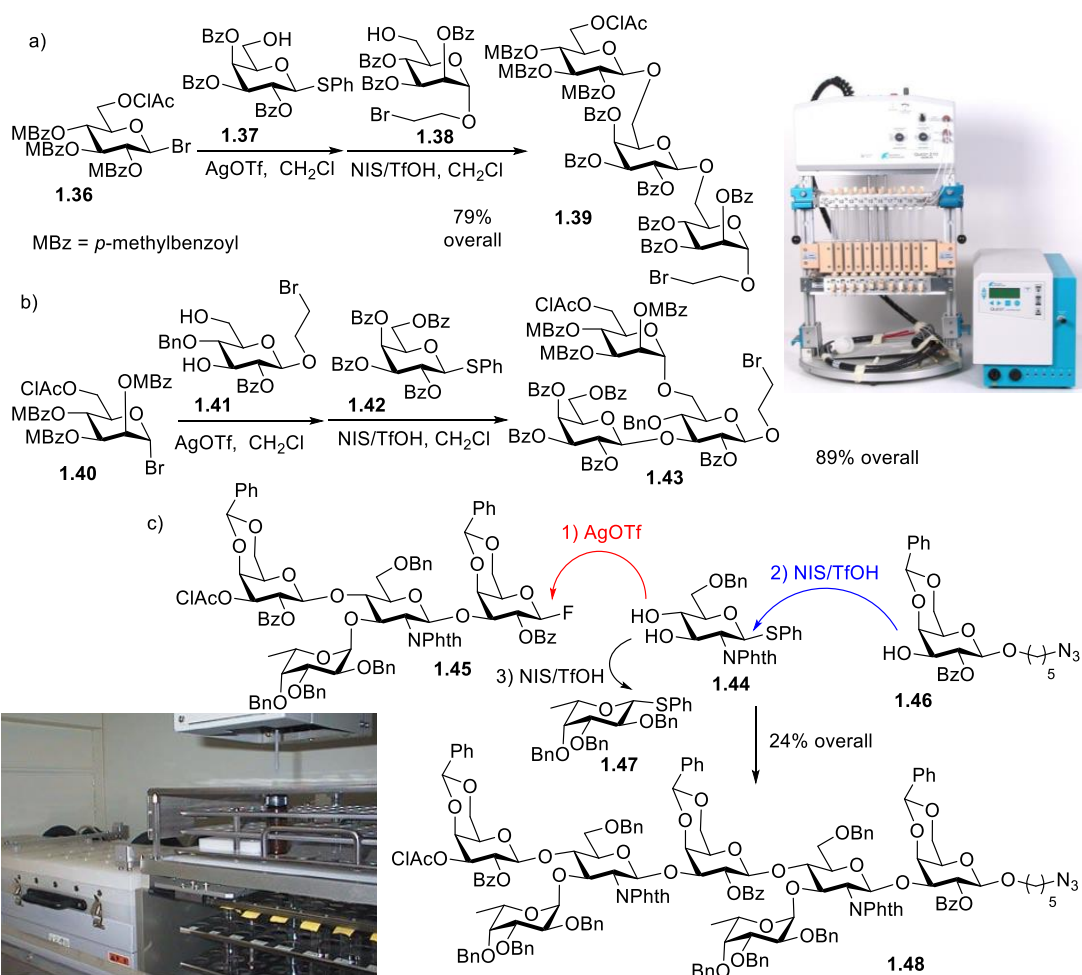 a)
OClAc
MBzO
MBzO
MBzO
Br
1.36
MBz = p-methylbenzoyl
BzO
OH
BzO
BzO
SPh
1.37
AgOTf, CH2Cl
HO
OBz
BzO
BzO
Br
O
1.38
NIS/TfOH, CH2Cl
79%
overall
OClAc
O
MBzO
MBzO
MBzO
O
BzO
O
BzO
BzO
O
1.39
OBz
O
BzO
BzO
O
Br
b)
OMBz
ClAcO
O
MBzO
MBzO
Br
1.40
Br
HO
BnO
O
HO
O
BzO
1.41
AgOTf, CH2Cl
BzO
OBz
O
BzO
SPh
BzO
1.42
NIS/TfOH, CH2Cl
ClAcO
OMBz
MBzO
O
MBzO
O
Br
BzO
OBz
O
BnO
O
BzO
O
O
BzO
BzO
1.43
89% overall
c)
Ph
O
O
O
ClAcO
BzO
O
OBn
O
NPhth
O
Ph
O
O
O
F
OBz
O
O
OBn
OBn
BnO
1.45
1) AgOTf
OBn
HO
O
HO
SPh
NPhth
1.44
2) NIS/TfOH
3) NIS/TfOH
Ph
O
O
O
HO
BzO
O
5
N3
1.46
O
SPh
OBn
OBn
BnO
1.47
24% overall
Ph
O
O
O
ClAcO
OBz
O
OBn
O
O
NPhth
O
Ph
O
O
O
OBz
O
OBn
O
O
NPhth
O
Ph
O
O
O
BzO
O
5
N3
O
OBn
OBn
BnO
O
OBn
OBn
BnO
1.48